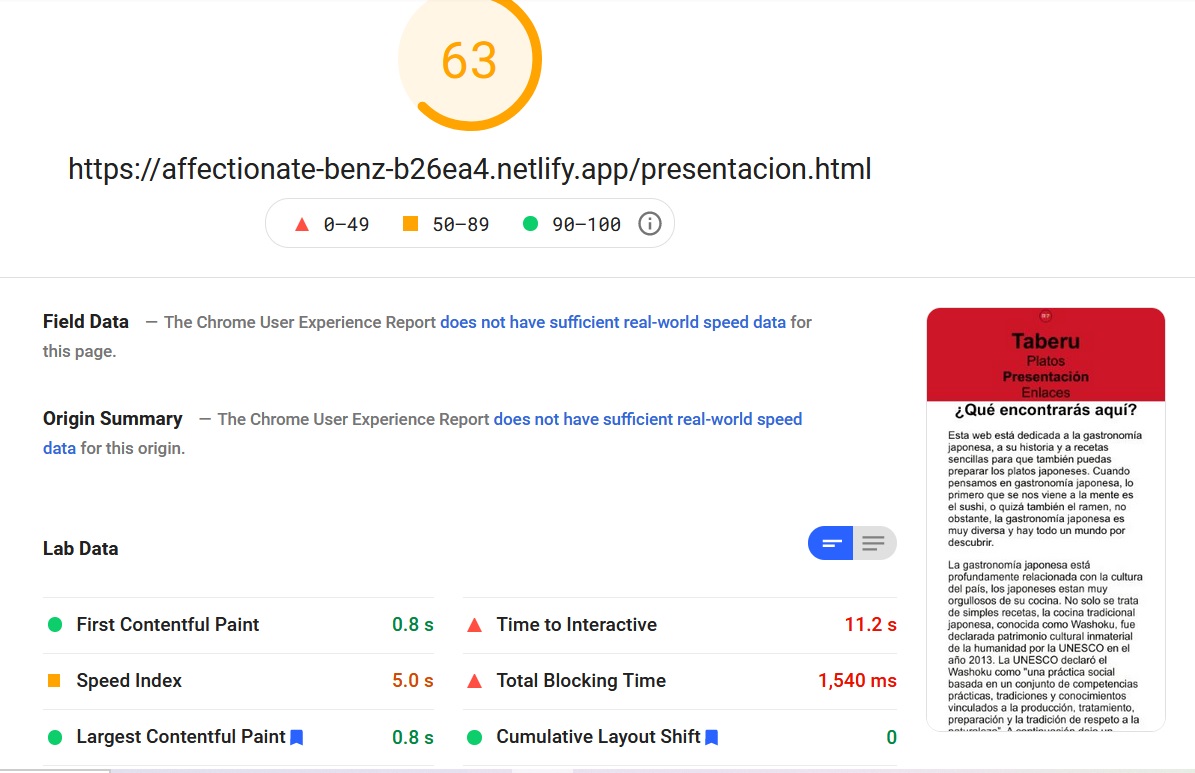 63
https://affectionate-benz-b26ea4.netlify.app/presentacion.html
0–49 50–89 90–100
Field Data — The Chrome User Experience Report does not have sufficient real-world speed data for
this page.
Origin Summary — The Chrome User Experience Report does not have sufficient real-world speed
data for this origin.
Lab Data
First Contentful Paint 0.8 s
Time to Interactive 11.2 s
Speed Index 5.0 s
Total Blocking Time 1,540 ms
Largest Contentful Paint 0.8 s
Cumulative Layout Shift 0
Taberu
Platos
Presentación
Enlaces
¿Qué encontrarás aquí?
Esta web está dedicada a la gastronomía
japonesa, a su historia y a recetas
sencillas para que también puedas
preparar los platos japoneses. Cuando
pensamos en gastronomía japonesa, lo
primero que se nos viene a la mente es
el sushi, o quizá también el ramen, no
obstante, la gastronomía japonesa es
muy diversa y hay todo un mundo por
descubrir.
La gastronomía japonesa está
profundamente relacionada con la cultura
del país, los japoneses estan muy
orgullosos de su cocina. No solo se trata
de simples recetas, la cocina tradicional
japonesa, conocida como Washoku, fue
declarada patrimonio cultural inmaterial
de la humanidad por la UNESCO en el
año 2013. La UNESCO declaró el
Washoku como "una práctica social
basada en un conjunto de competencias
prácticas, tradiciones y conocimientos
vinculados a la producción, tratamiento,
preparación y la tradición de respeto a la
naturaleza". A continuación dejo un